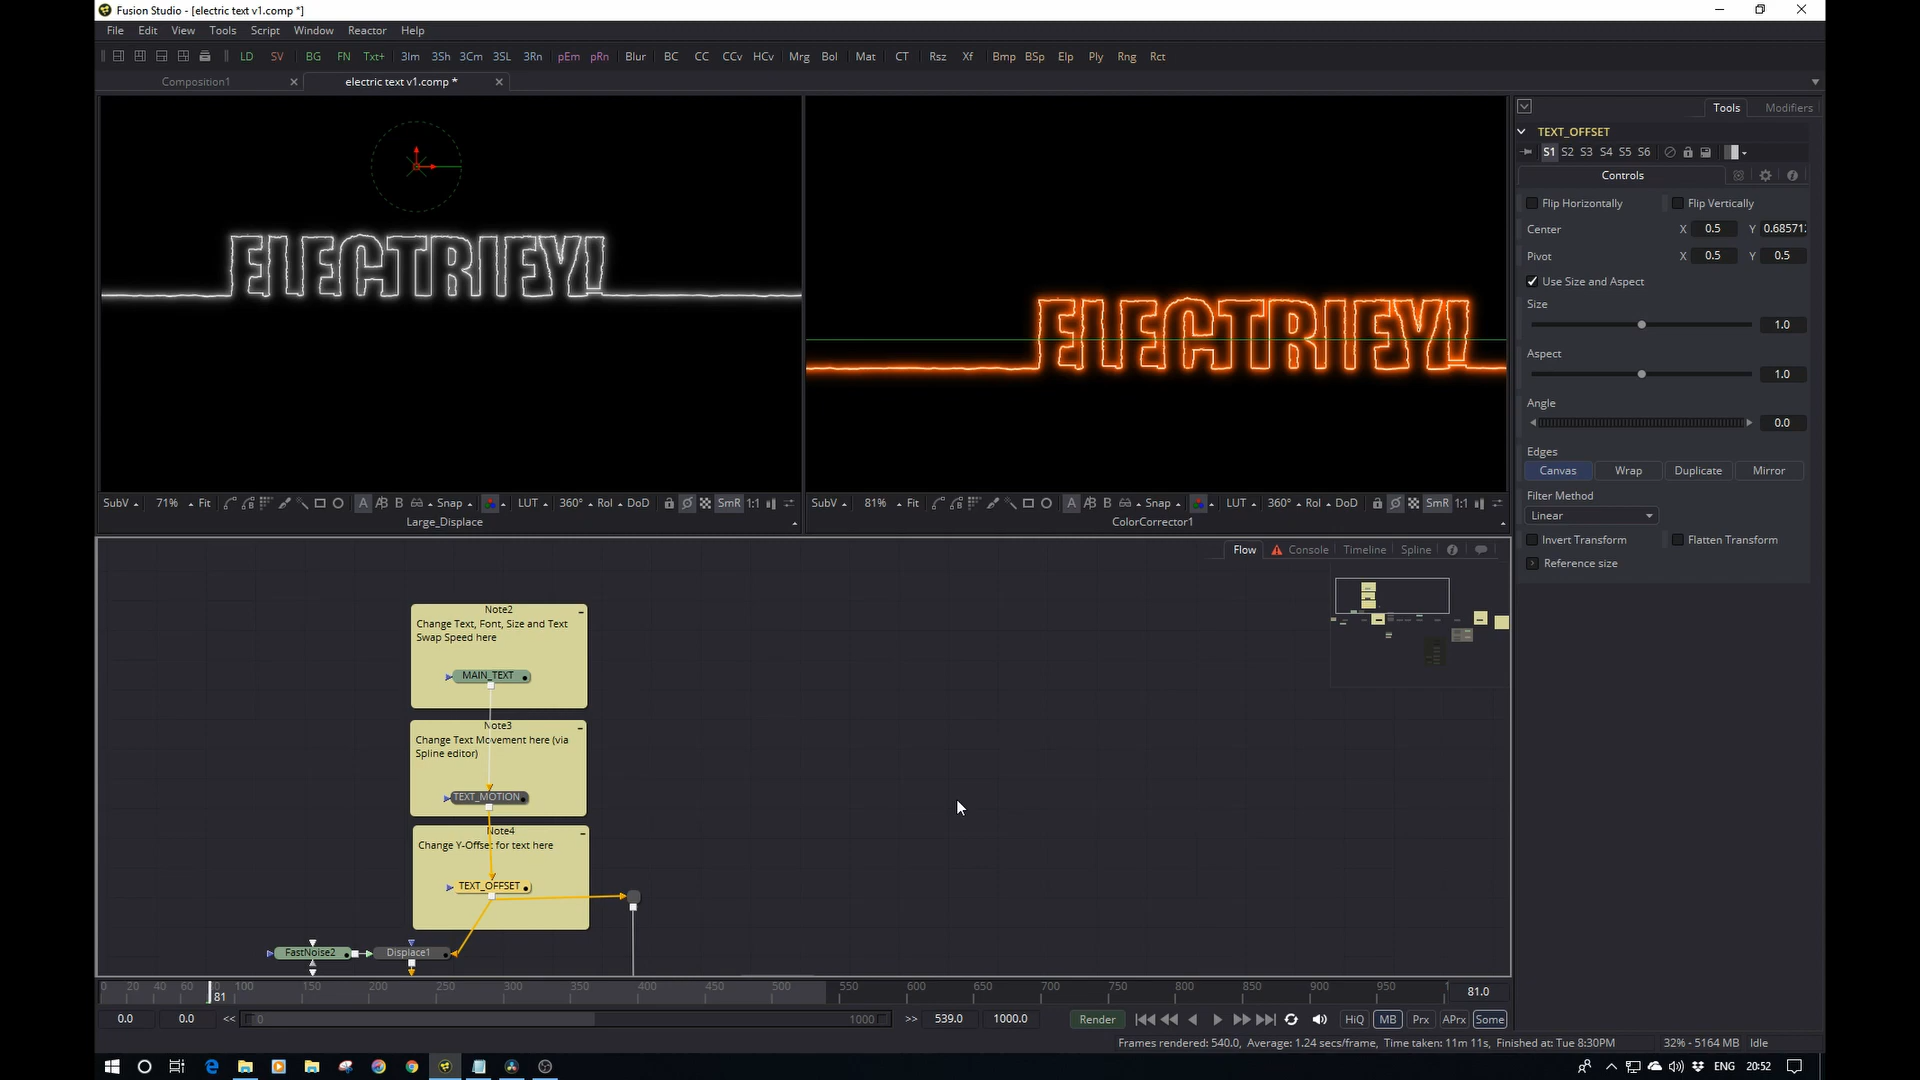 Fusion Studio - [electric text v1.comp *]
File Edit View Tools Script Window Reactor Help
LD SV BG FN Txt+ 3Im 3Sh 3Cm 3SL 3Rn pEm pRn Blur BC CC CCv HCv Mrg Bol Mat CT Rsz Xf Bmp BSp Elp Ply Rng Rct
Composition1 electric text v1.comp *
Tools Modifiers
TEXT_OFFSET
S1 S2 S3 S4 S5 S6
Controls
Flip Horizontally Flip Vertically
Center X 0.5 Y 0.68571
Pivot X 0.5 Y 0.5
Use Size and Aspect
Size
1.0
Aspect
1.0
Angle
0.0
Edges
Canvas Wrap Duplicate Mirror
Filter Method
Linear
Invert Transform Flatten Transform
Reference size
ELECTRIFY!
ELECTRIFY!
SubV 71% Fit A B Snap LUT 360° RoI DoD SmR 1:1
Large_Displace
SubV 81% Fit A B Snap LUT 360° RoI DoD SmR 1:1
ColorCorrector1
Flow Console Timeline Spline
Note2
Change Text, Font, Size and Text
Swap Speed here
MAIN_TEXT
Note3
Change Text Movement here (via
Spline editor)
TEXT_MOTION
Note4
Change Y-Offset for text here
TEXT_OFFSET
FastNoise2 Displace1
0 20 40 60 81 100 150 200 250 300 350 400 450 500 550 600 650 700 750 800 850 900 950 81.0
0.0 0.0 << 0 1000 >> 539.0 1000.0 Render HiQ MB Prx APrx Some
Frames rendered: 540.0, Average: 1.24 secs/frame, Time taken: 11m 11s, Finished at: Tue 8:30PM 32% - 5164 MB Idle
ENG 20:52